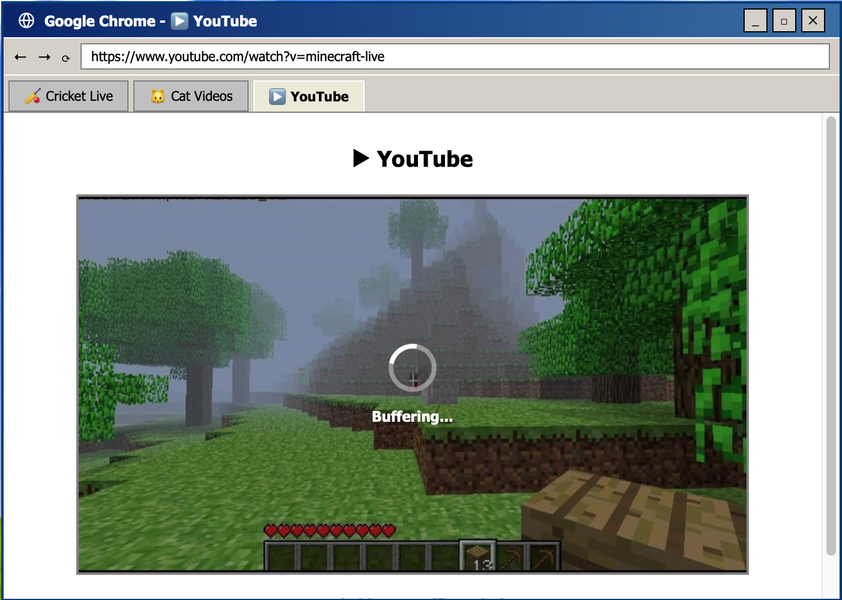 Google Chrome - ▶ YouTube
https://www.youtube.com/watch?v=minecraft-live
Cricket Live
Cat Videos
YouTube
▶ YouTube
Buffering...
13